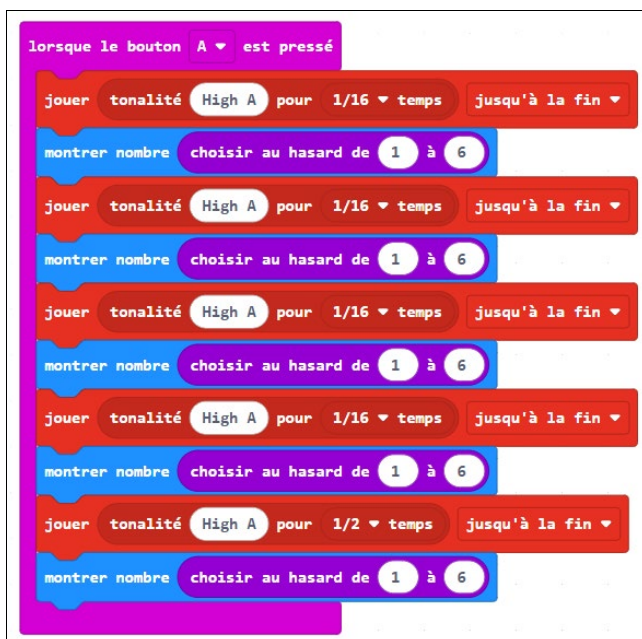 lorsque le bouton A est pressé
jouer tonalité High A pour 1/16 temps jusqu'à la fin
montrer nombre choisir au hasard de 1 à 6
jouer tonalité High A pour 1/16 temps jusqu'à la fin
montrer nombre choisir au hasard de 1 à 6
jouer tonalité High A pour 1/16 temps jusqu'à la fin
montrer nombre choisir au hasard de 1 à 6
jouer tonalité High A pour 1/16 temps jusqu'à la fin
montrer nombre choisir au hasard de 1 à 6
jouer tonalité High A pour 1/2 temps jusqu'à la fin
montrer nombre choisir au hasard de 1 à 6